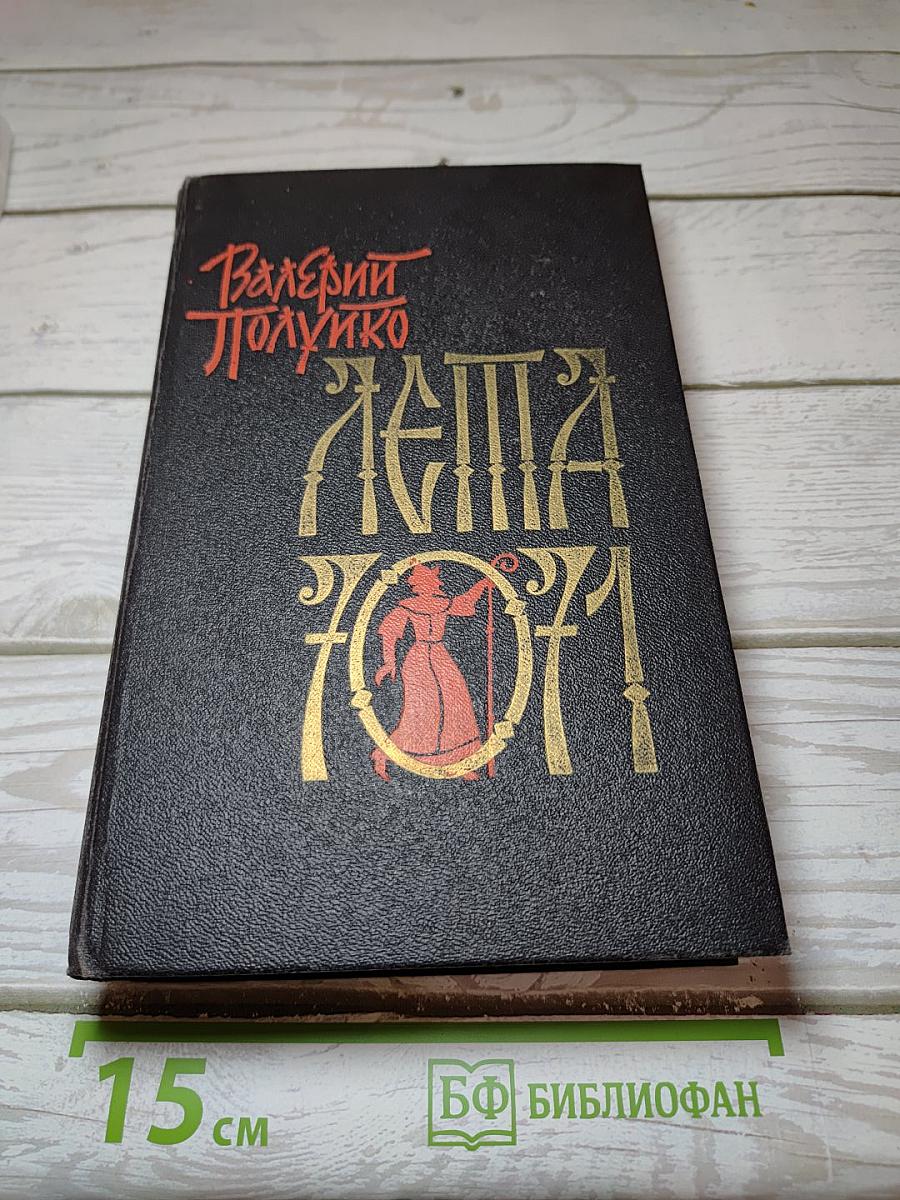 Валерий
Полуйко
ЛЕТА
7071
15 см
БФ БИБЛИОФАН